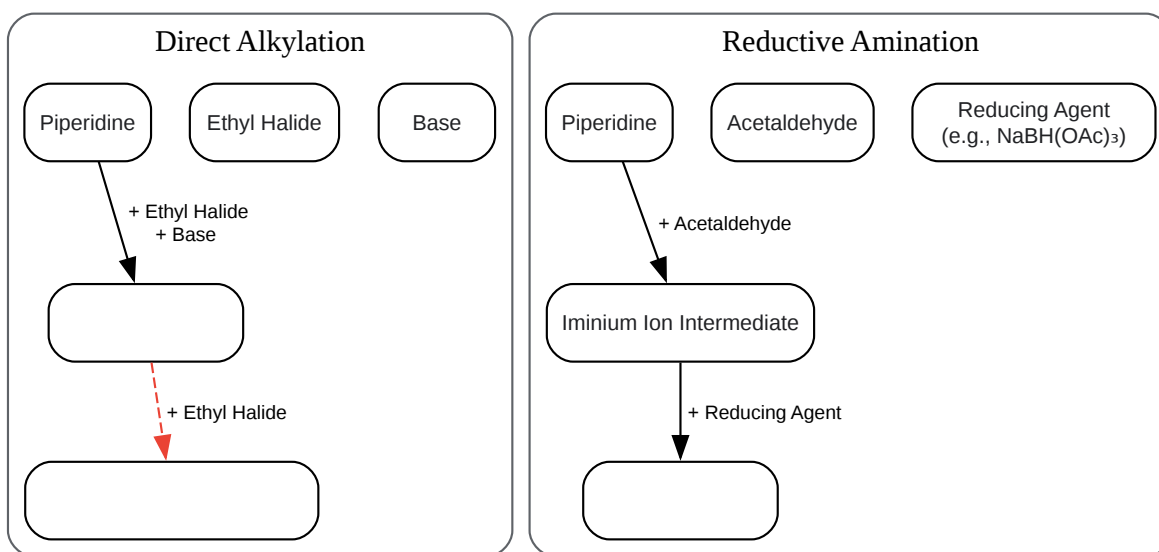 Direct Alkylation
Piperidine
Ethyl Halide
Base
+ Ethyl Halide
+ Base
+ Ethyl Halide
Reductive Amination
Piperidine
Acetaldehyde
Reducing Agent
(e.g., NaBH(OAc)₃)
+ Acetaldehyde
Iminium Ion Intermediate
+ Reducing Agent